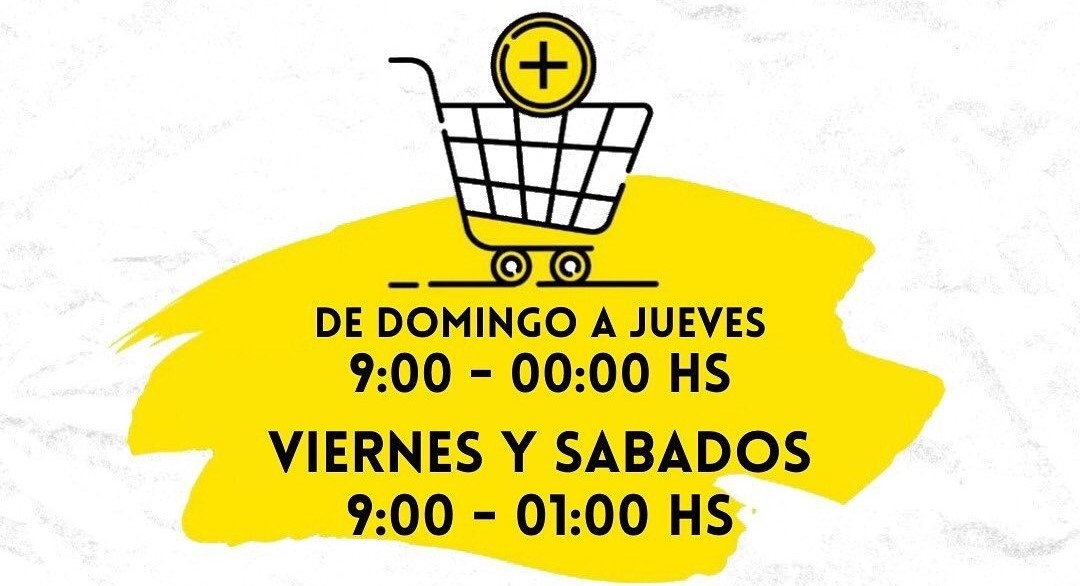 DE DOMINGO A JUEVES
9:00 - 00:00 HS
VIERNES Y SABADOS
9:00 - 01:00 HS